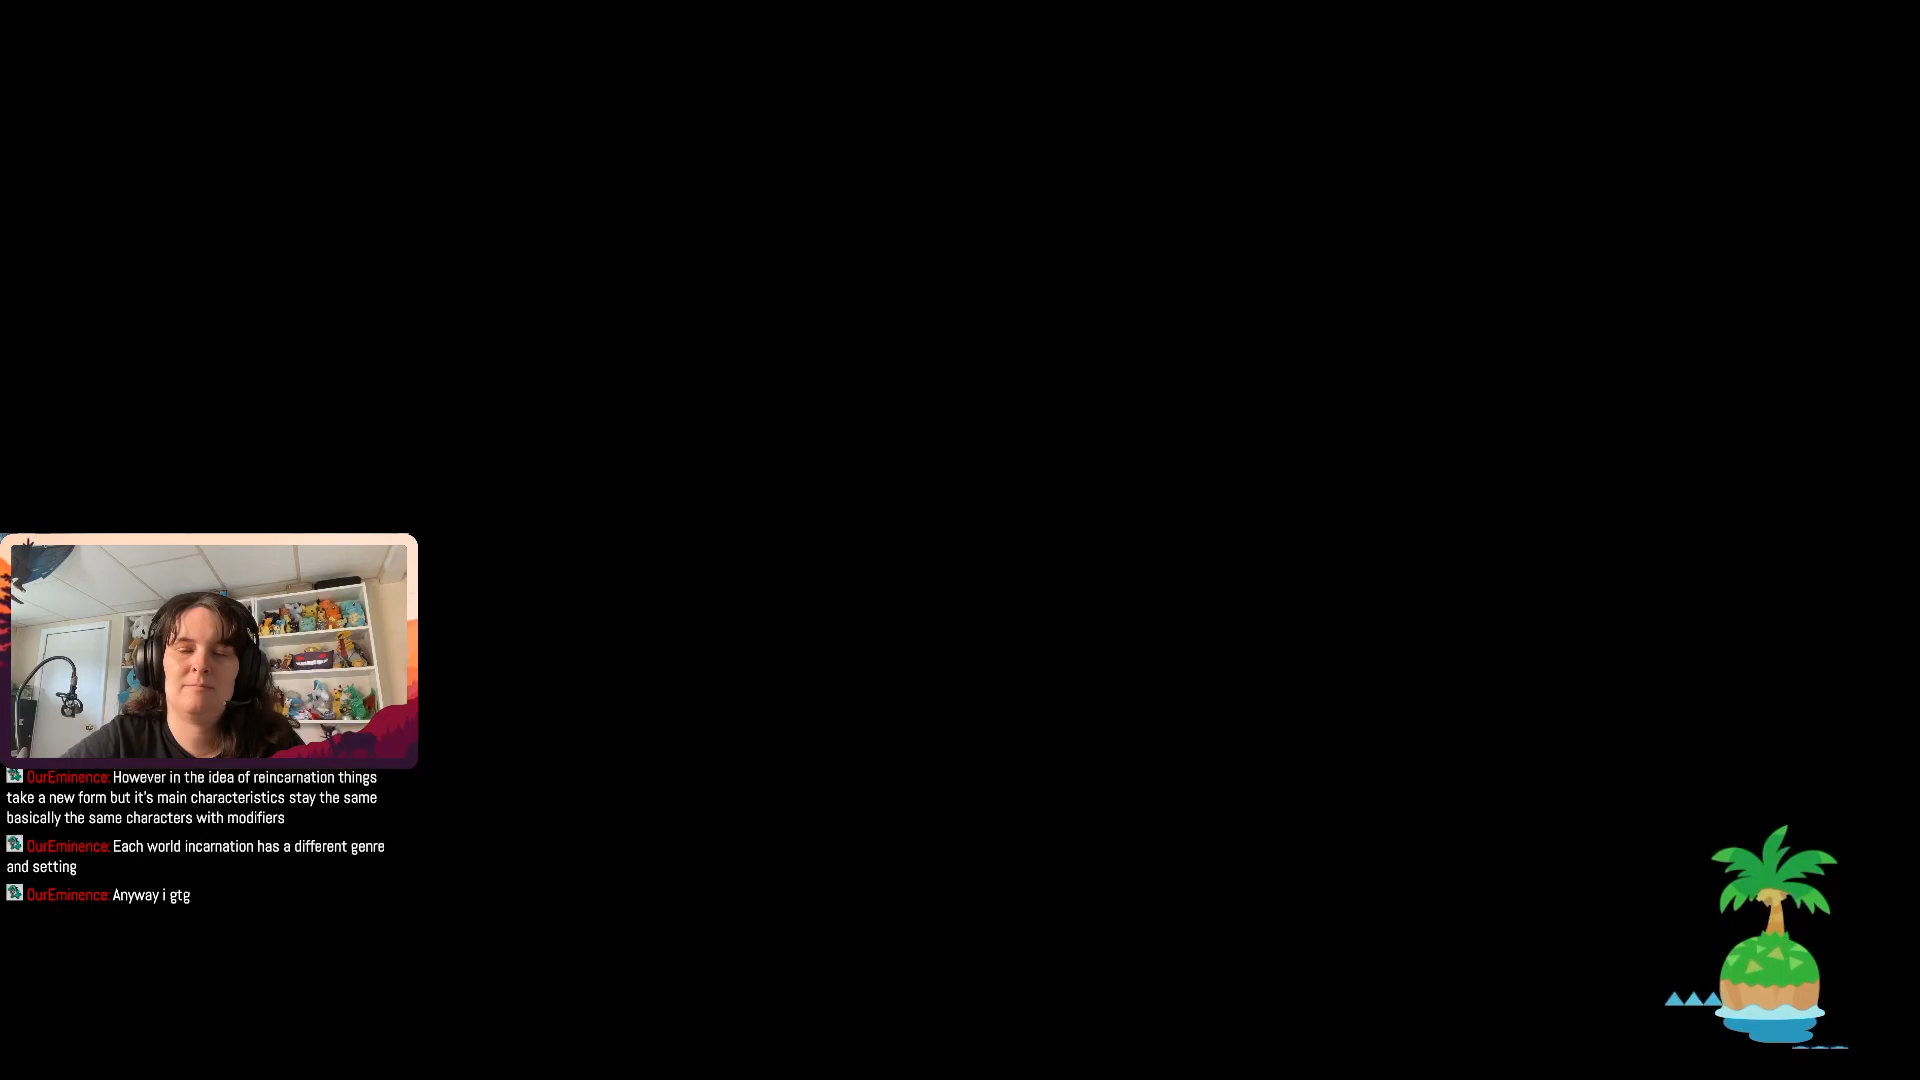 OurEminence: However in the idea of reincarnation things
take a new form but it's main characteristics stay the same
basically the same characters with modifiers
OurEminence: Each world incarnation has a different genre
and setting
OurEminence: Anyway i gtg